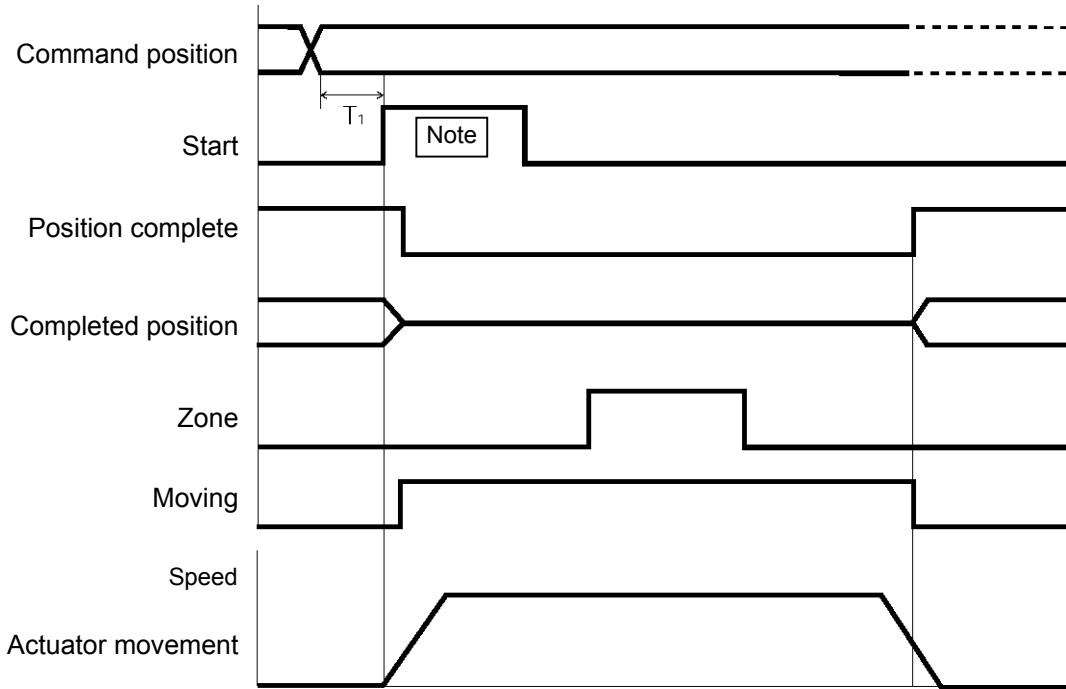 Command position
T₁
Start
Note
Position complete
Completed position
Zone
Moving
Speed
Actuator movement